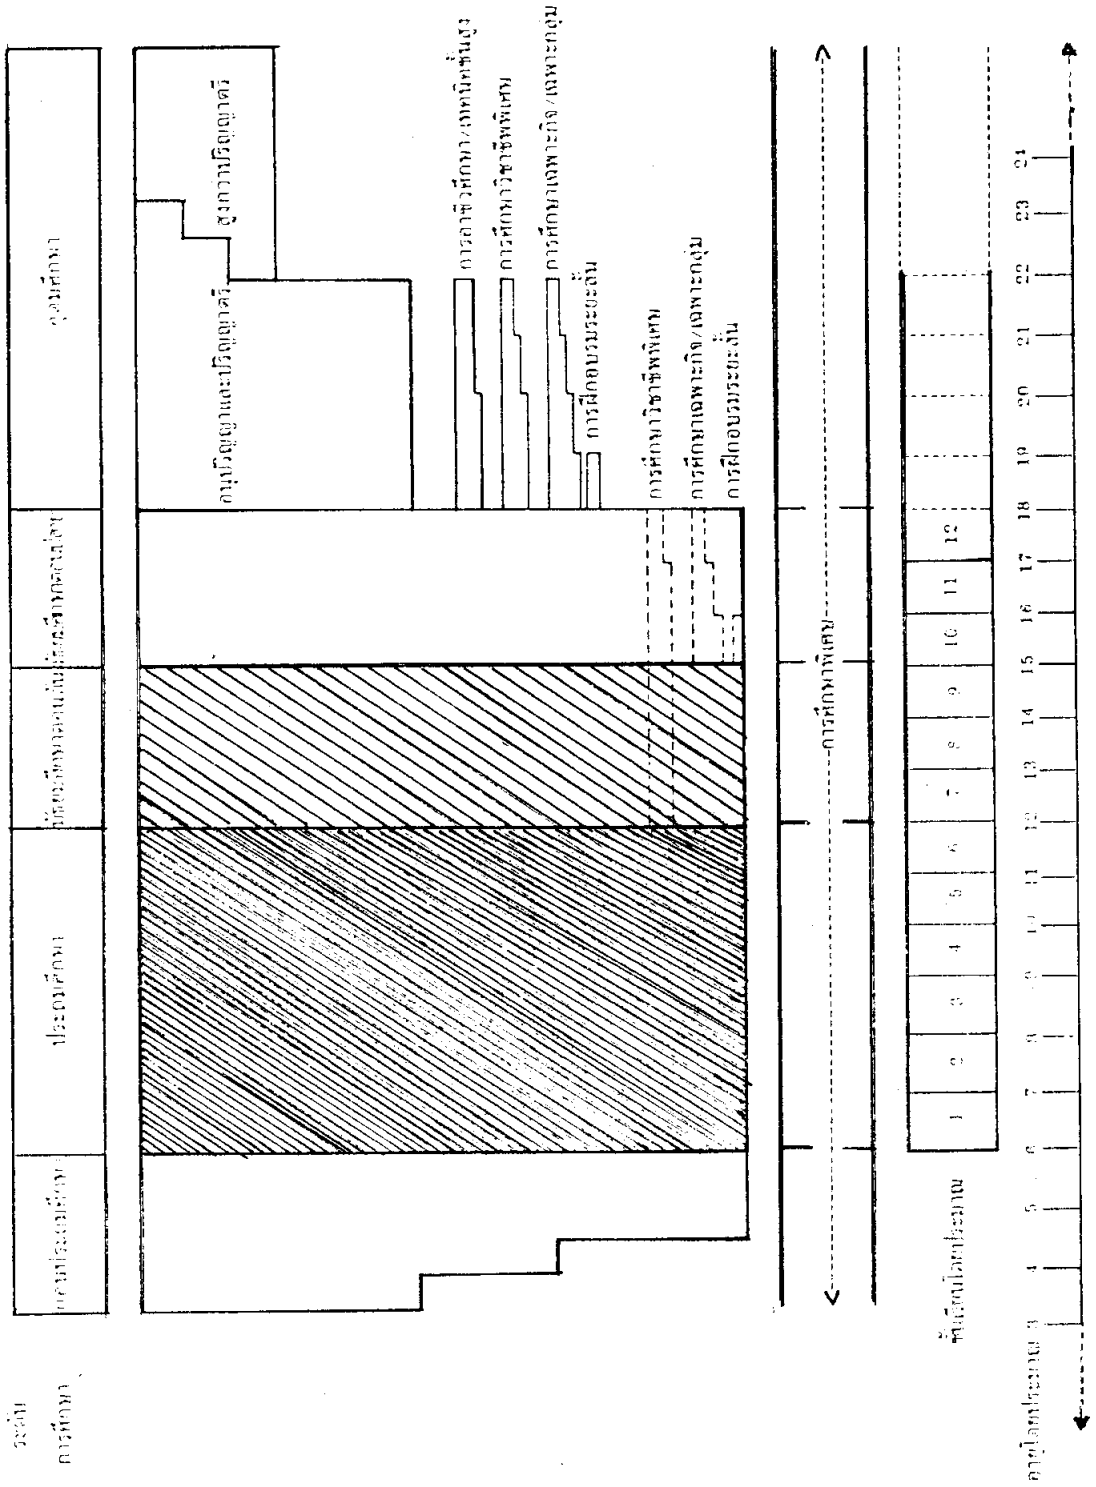 ระดับ
การศึกษา
ก่อนประถมศึกษา
ประถมศึกษา
มัธยมศึกษาตอนต้น
มัธยมศึกษาตอนปลาย
อุดมศึกษา
อนุปริญญาและปริญญาตรี
สูงกว่าปริญญาตรี
การอาชีวศึกษา/เทคนิคชั้นสูง
การศึกษาวิชาชีพพิเศษ
การศึกษาเฉพาะกิจ/เฉพาะกลุ่ม
การฝึกอบรมระยะสั้น
การศึกษาวิชาชีพพิเศษ
การศึกษาเฉพาะกิจ/เฉพาะกลุ่ม
การฝึกอบรมระยะสั้น
การศึกษาพิเศษ
ชั้นเรียนโดยประมาณ 1 2 3 4 5 6 7 8 9 10 11 12
อายุโดยประมาณ 3 4 5 6 7 8 9 10 11 12 13 14 15 16 17 18 19 20 21 22 23 24